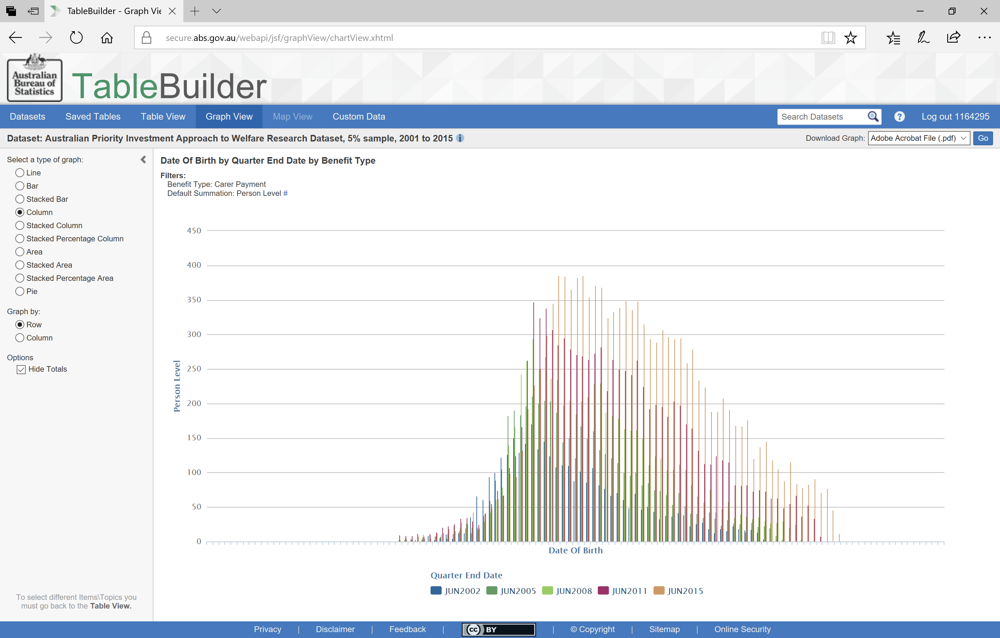 TableBuilder - Graph Vie
secure.abs.gov.au/webapi/jsf/graphView/chartView.xhtml
Australian
Bureau of
Statistics
TableBuilder
Datasets Saved Tables Table View Graph View Map View Custom Data Search Datasets ? Log out 1164295
Dataset: Australian Priority Investment Approach to Welfare Research Dataset, 5% sample, 2001 to 2015 i Download Graph: Adobe Acrobat File (.pdf) Go
Select a type of graph:
Line
Bar
Stacked Bar
Column
Stacked Column
Stacked Percentage Column
Area
Stacked Area
Stacked Percentage Area
Pie
Graph by:
Row
Column
Options
Hide Totals
To select different Items\Topics you
must go back to the Table View.
Date Of Birth by Quarter End Date by Benefit Type
Filters:
Benefit Type: Carer Payment
Default Summation: Person Level #
Person Level
450
400
350
300
250
200
150
100
50
0
Date Of Birth
Quarter End Date
JUN2002 JUN2005 JUN2008 JUN2011 JUN2015
Privacy | Disclaimer | Feedback | cc BY | © Copyright | Sitemap | Online Security